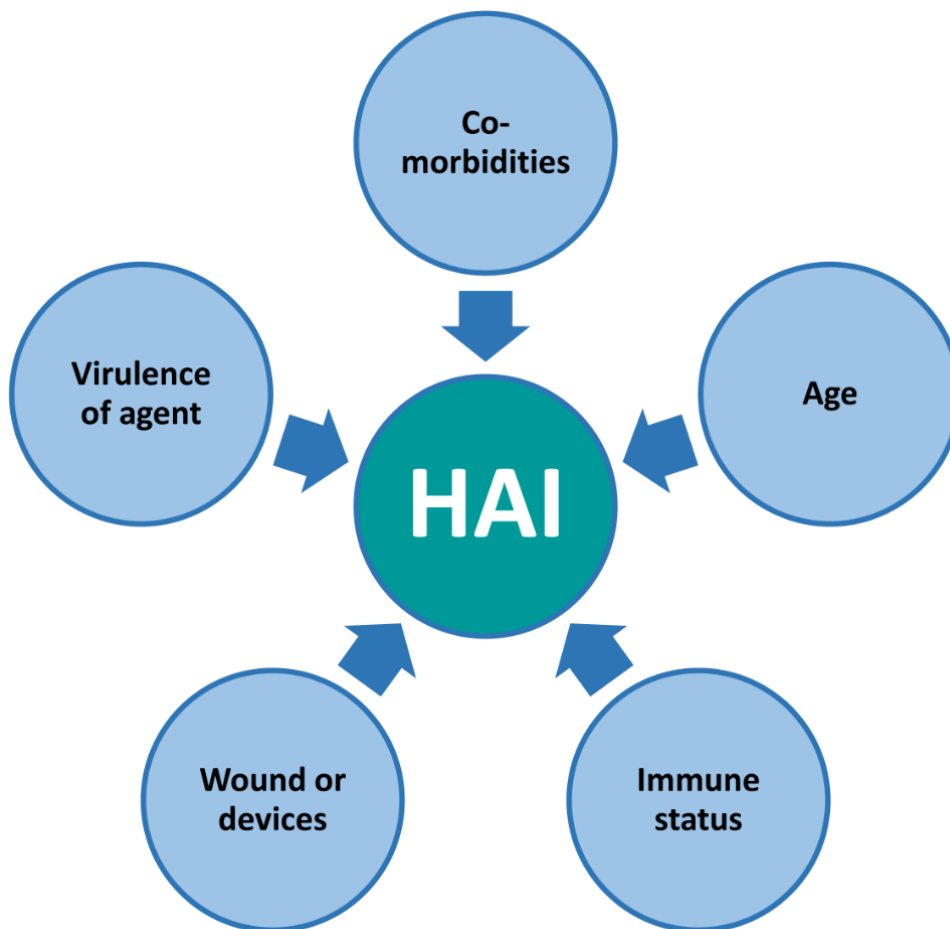 Co-
morbidities
Virulence
of agent
Age
HAI
Wound or
devices
Immune
status